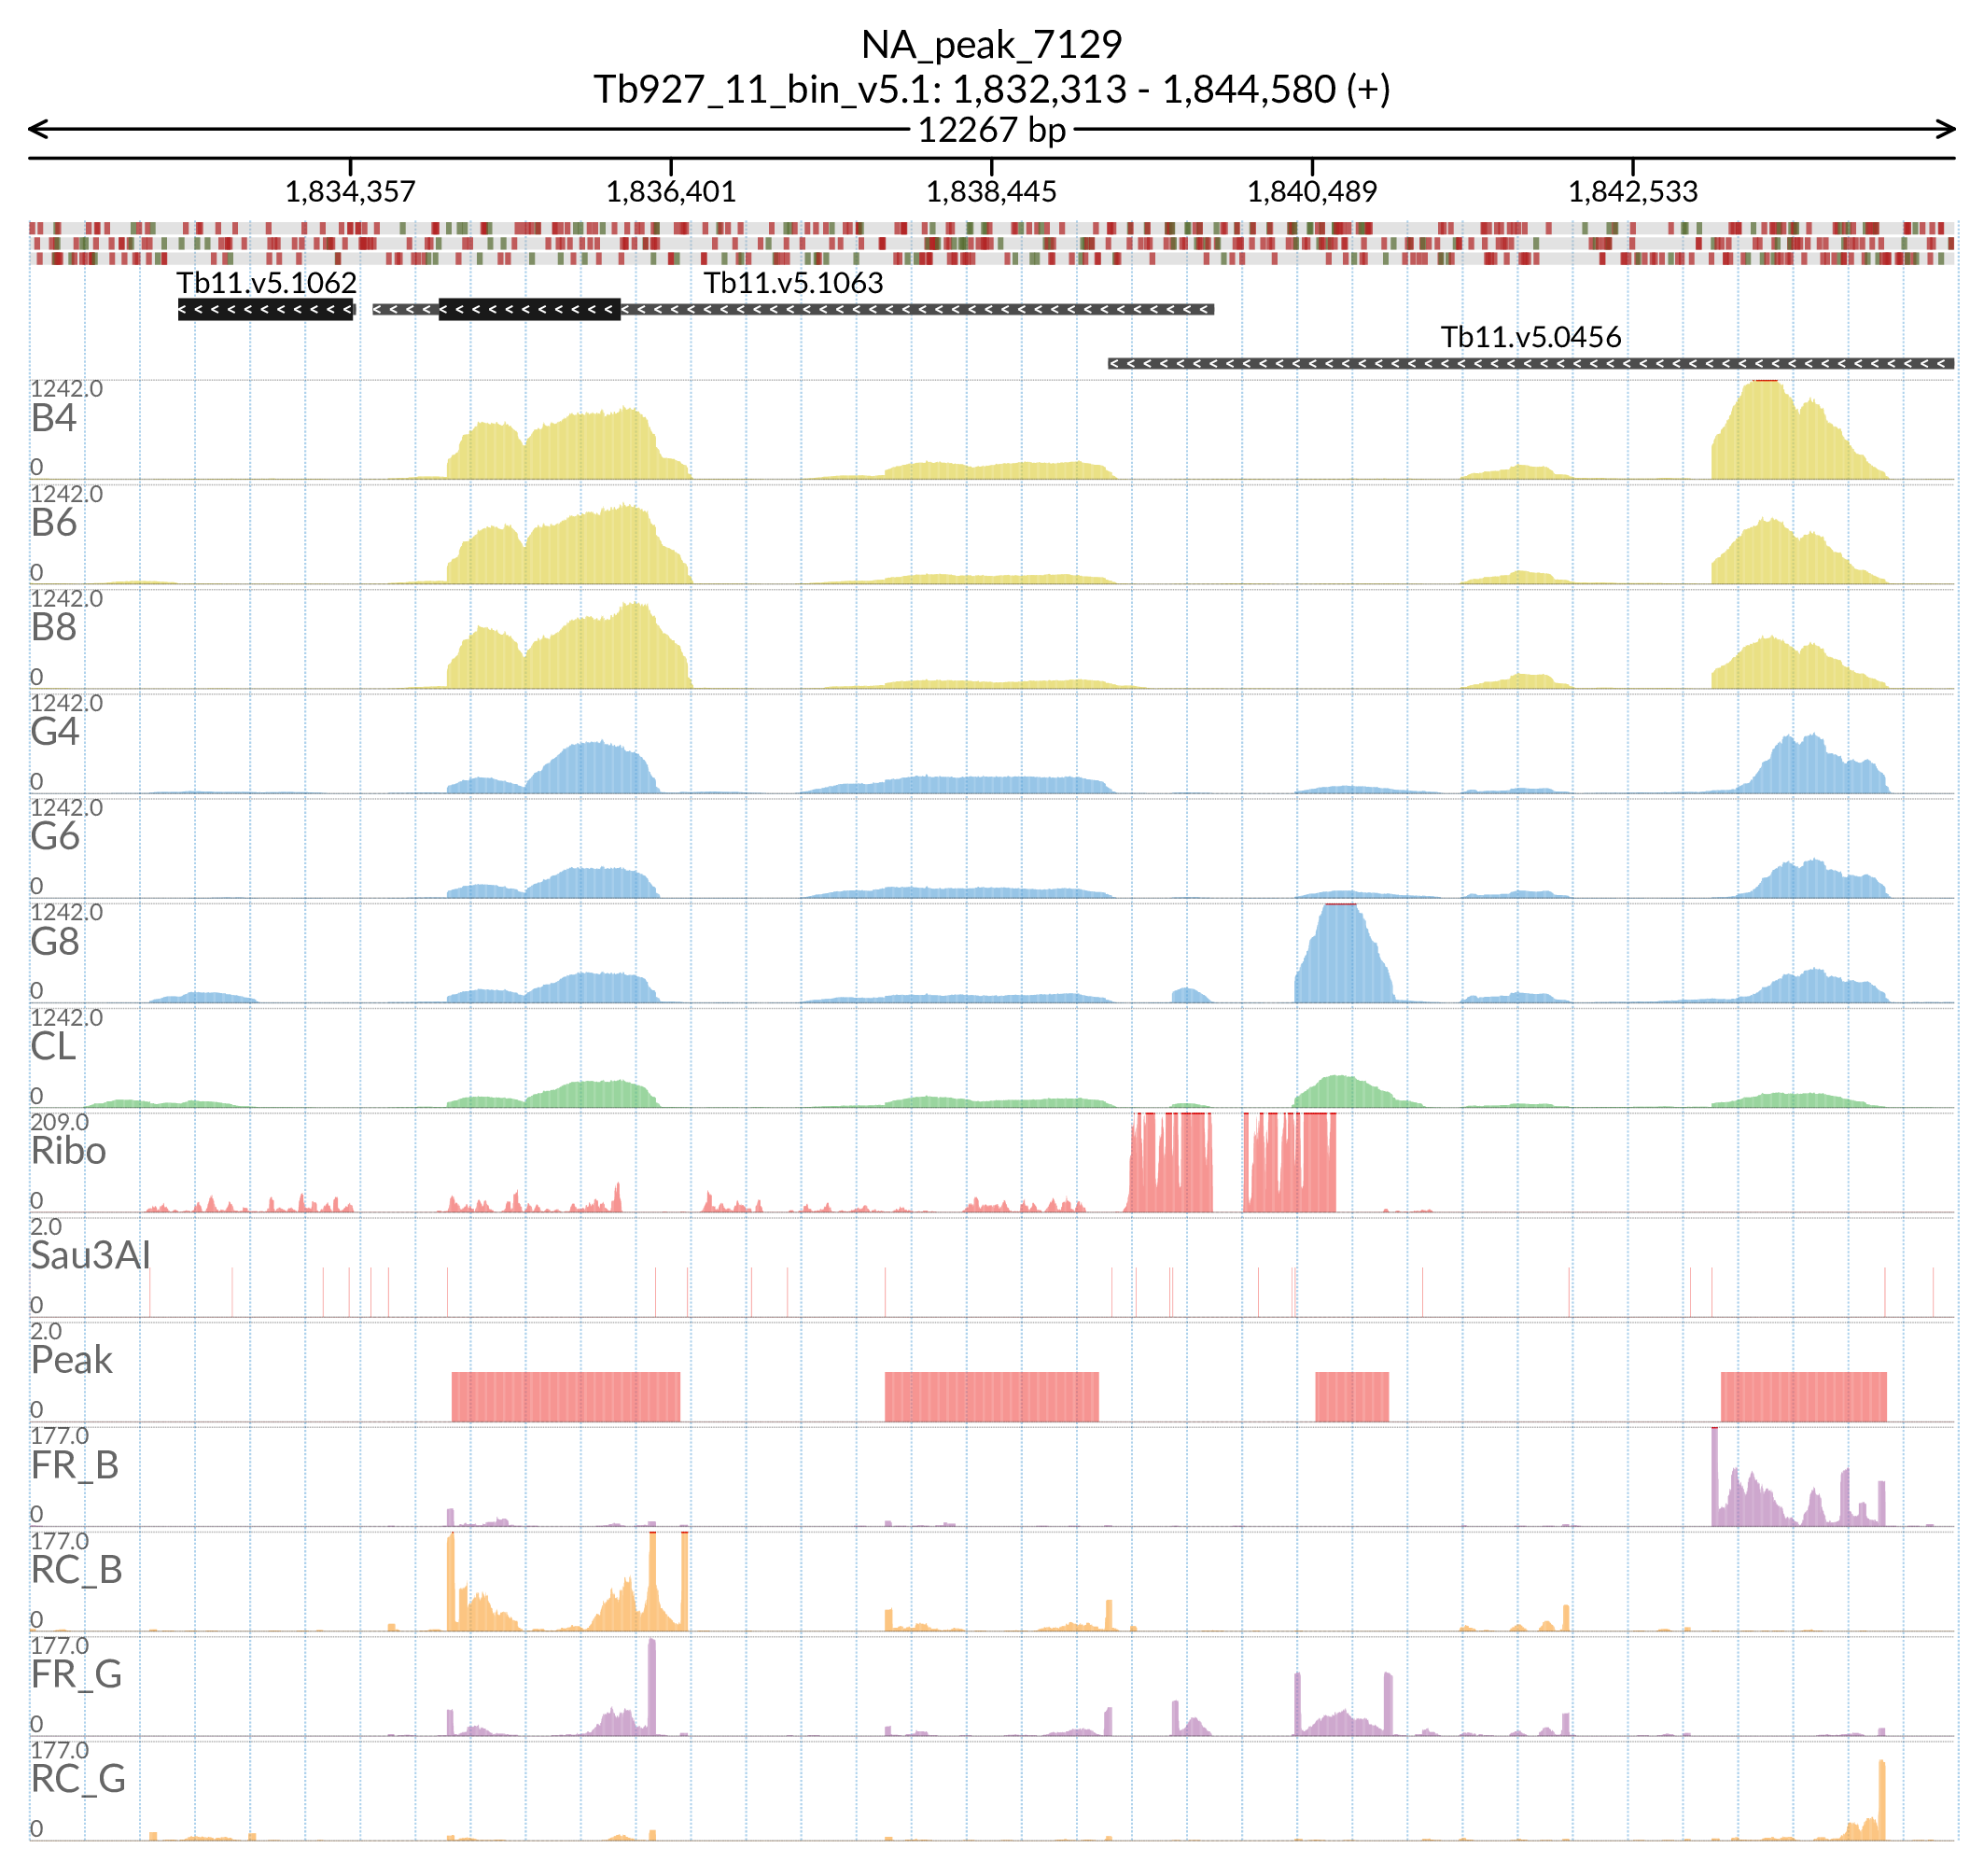 NA_peak_7129
Tb927_11_bin_v5.1: 1,832,313 - 1,844,580 (+)
12267 bp
1,834,357 1,836,401 1,838,445 1,840,489 1,842,533
Tb11.v5.1062 Tb11.v5.1063
Tb11.v5.0456
1242.0
B4
0
1242.0
B6
0
1242.0
B8
0
1242.0
G4
0
1242.0
G6
0
1242.0
G8
0
1242.0
CL
0
209.0
Ribo
0
2.0
Sau3AI
0
2.0
Peak
0
177.0
FR_B
0
177.0
RC_B
0
177.0
FR_G
0
177.0
RC_G
0